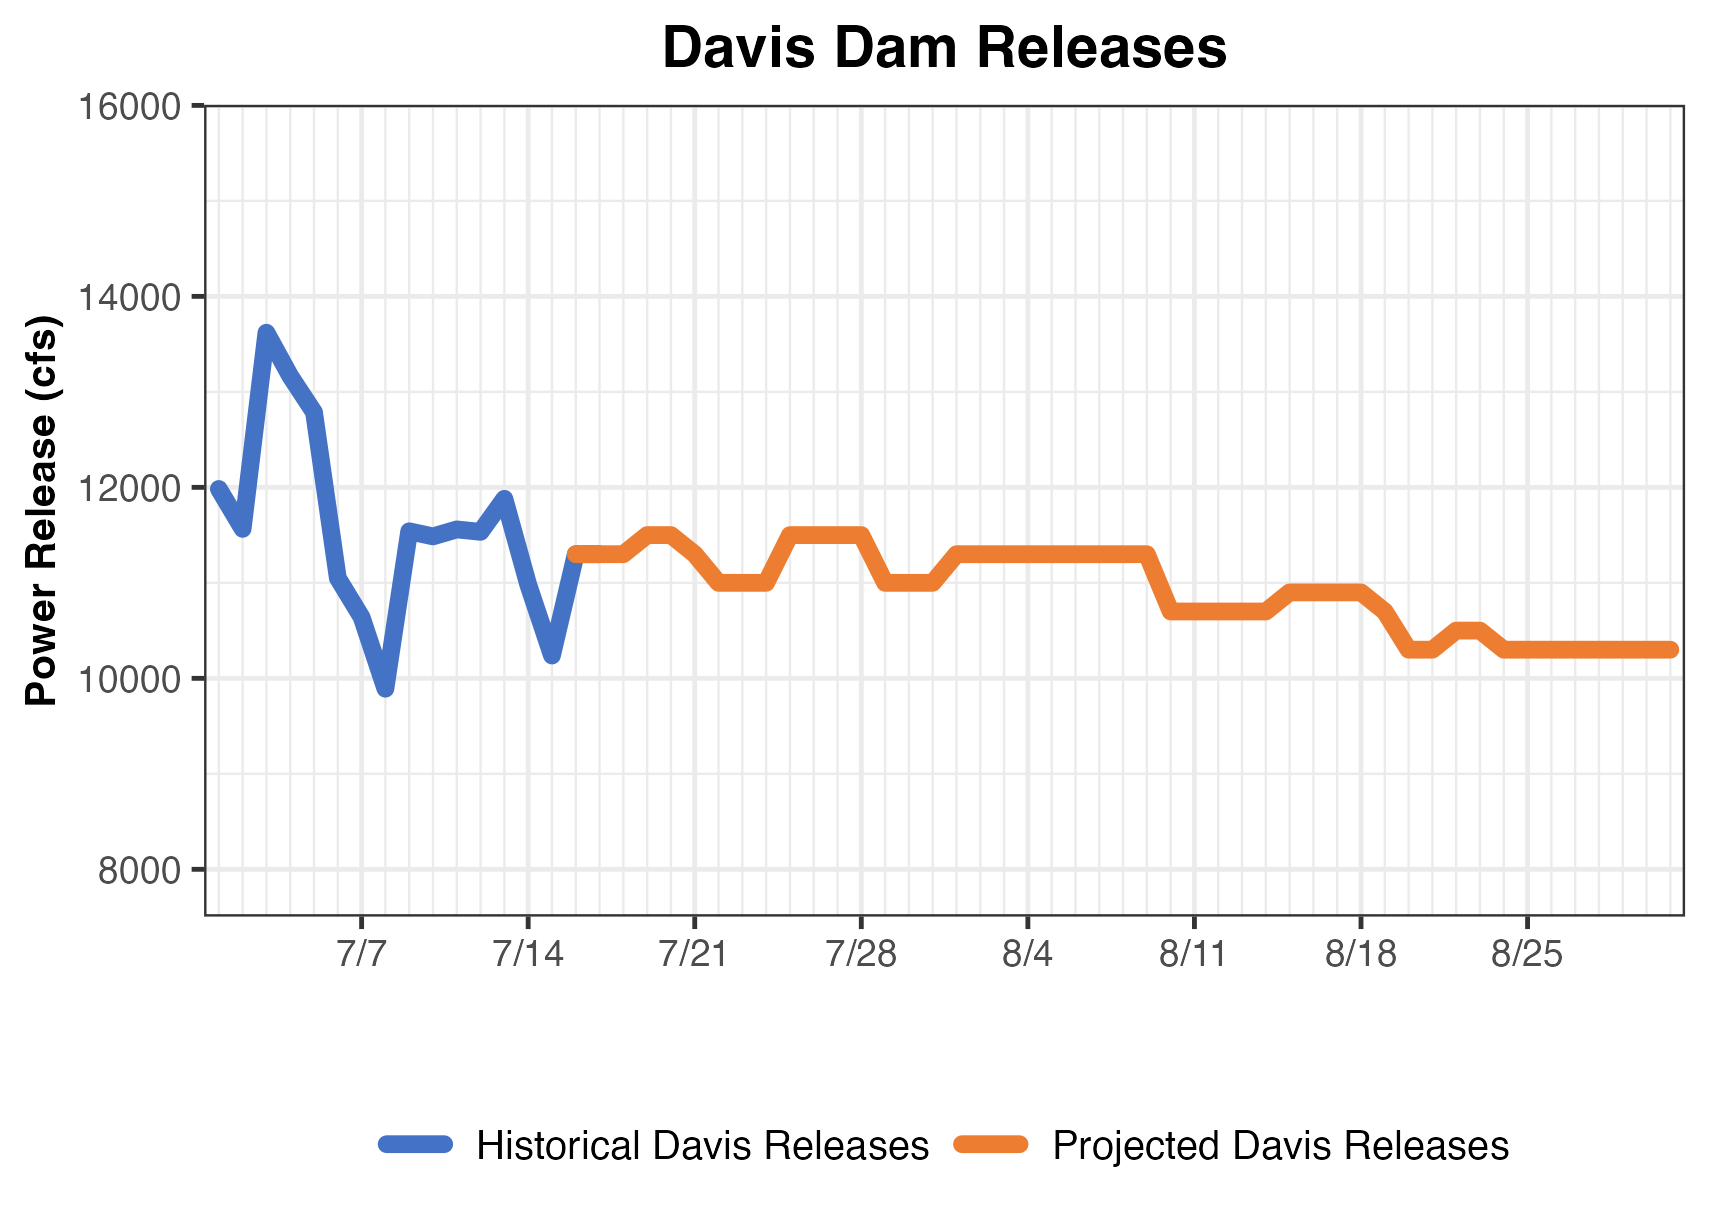 Davis Dam Releases
16000
14000
12000
10000
8000
Power Release (cfs)
7/7 7/14 7/21 7/28 8/4 8/11 8/18 8/25
Historical Davis Releases Projected Davis Releases